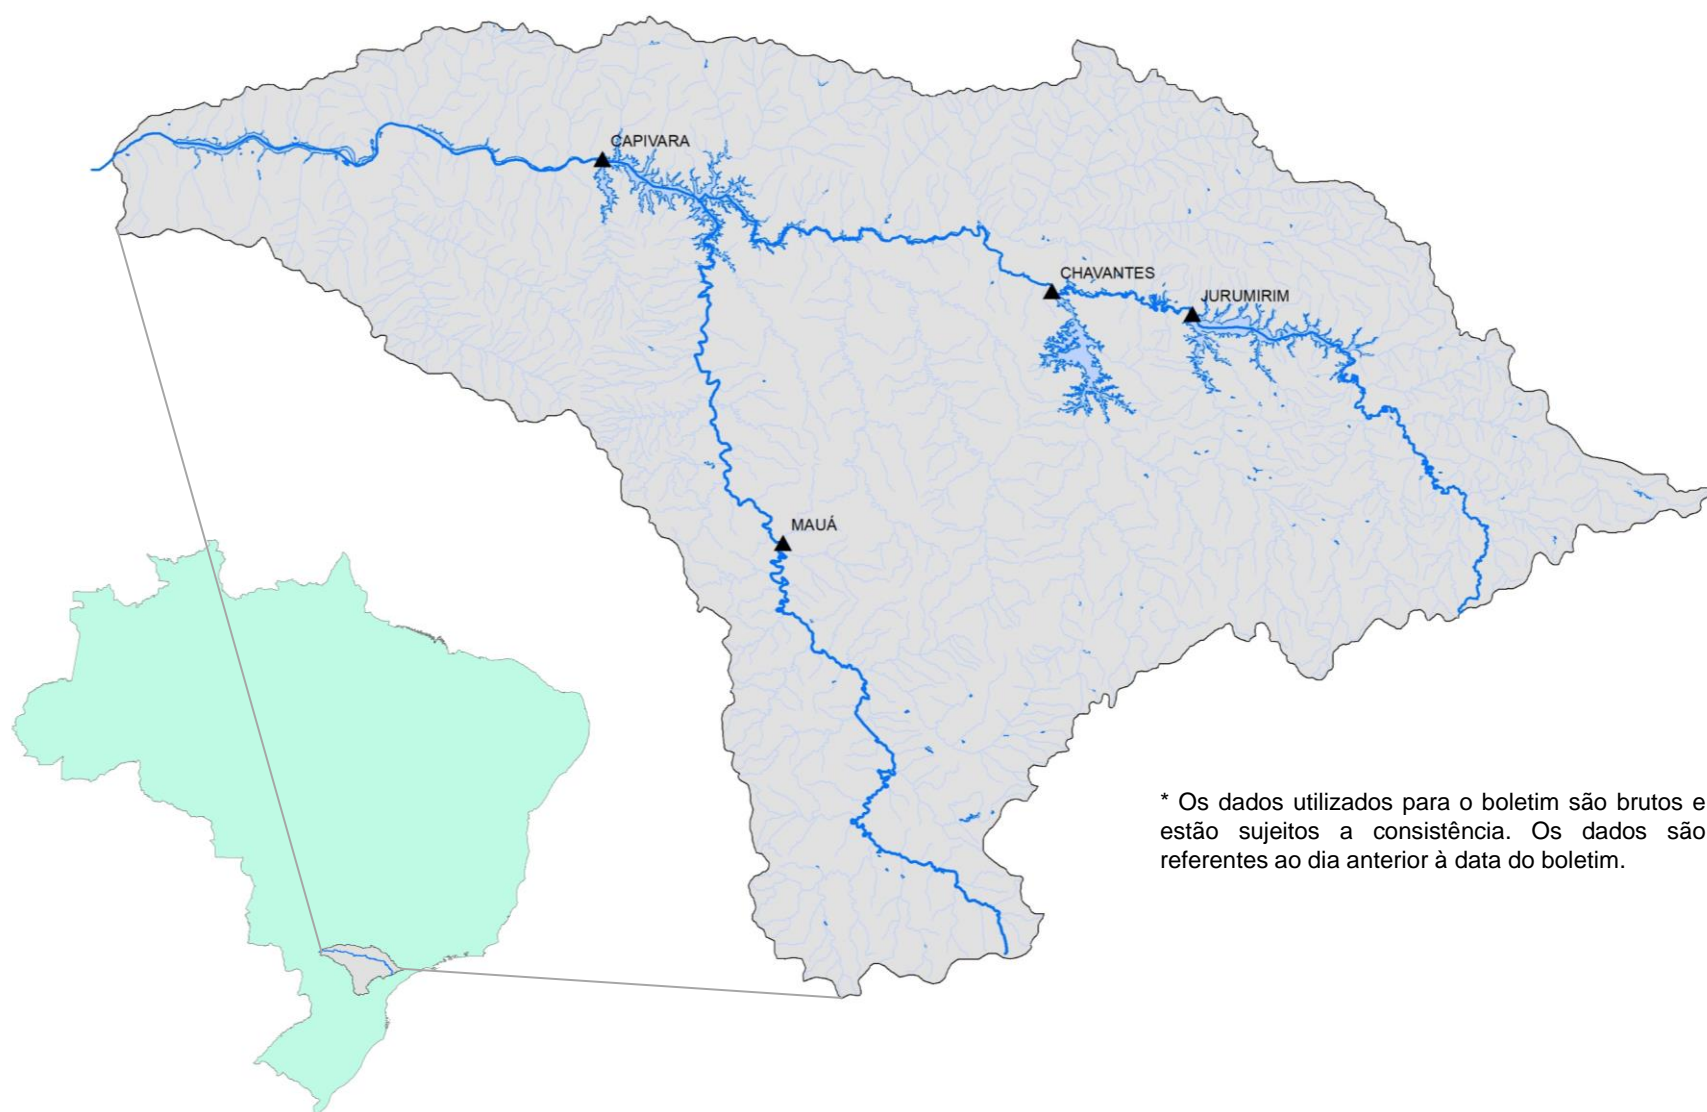 CAPIVARA
CHAVANTES
JURUMIRIM
MAUÁ
* Os dados utilizados para o boletim são brutos e
estão sujeitos a consistência. Os dados são
referentes ao dia anterior à data do boletim.